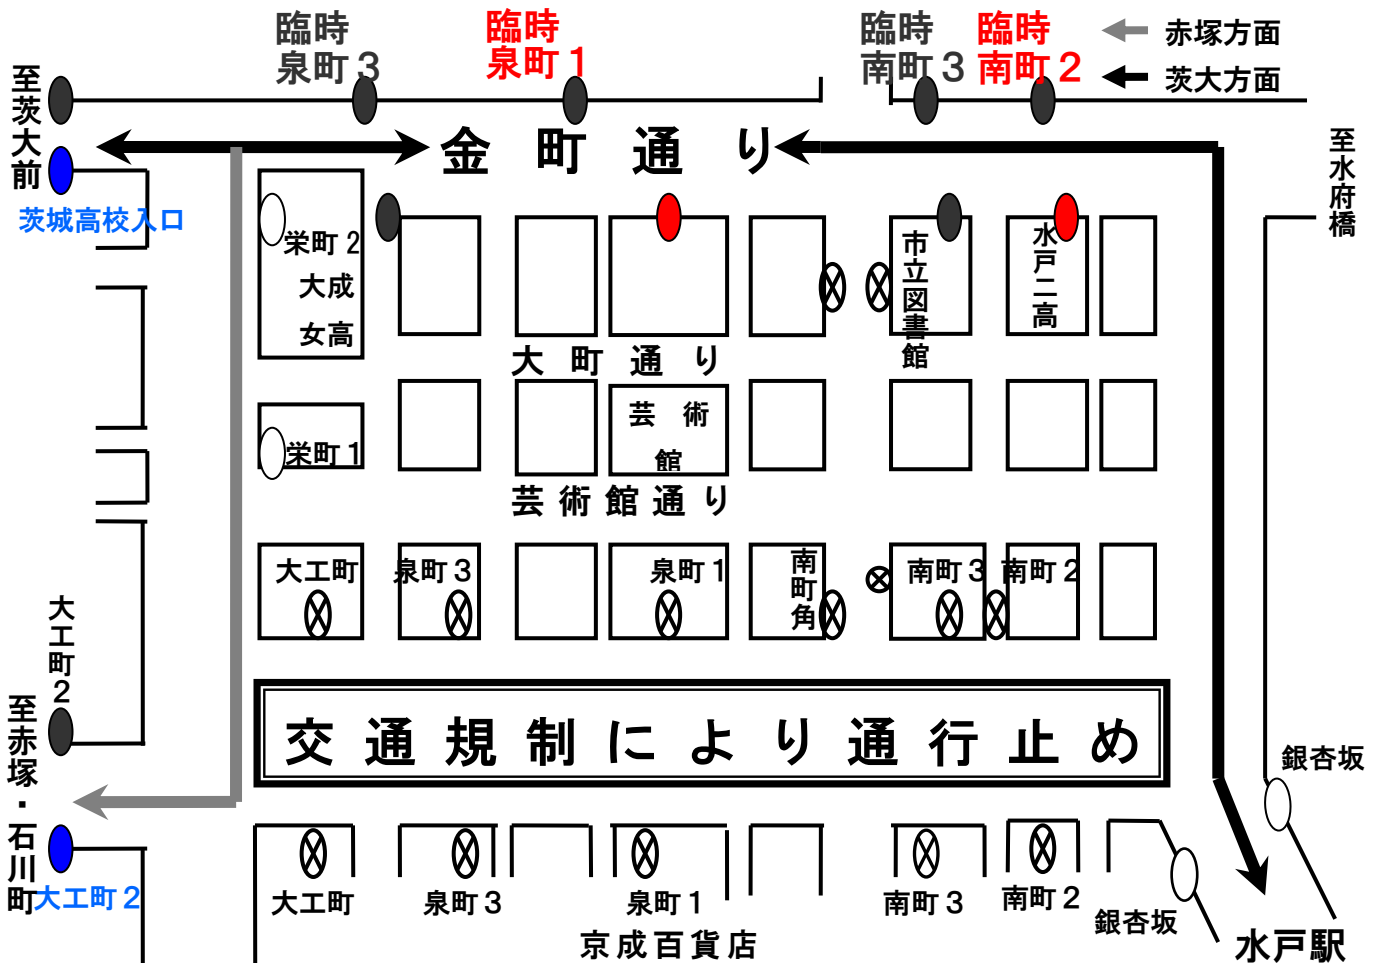 臨時
泉町３
臨時
泉町１
臨時
南町３
臨時
南町２
赤塚方面
茨大方面
至茨大前
茨城高校入口
金町通り
至水府橋
栄町２
大成
女高
市立図書館
水戸二高
大町通り
芸術
館
栄町１
芸術館通り
大工町
泉町３
泉町１
南町角
南町３
南町２
大工町２
至赤塚・石川町
交通規制により通行止め
銀杏坂
大工町２
大工町
泉町３
泉町１
南町３
南町２
銀杏坂
京成百貨店
水戸駅